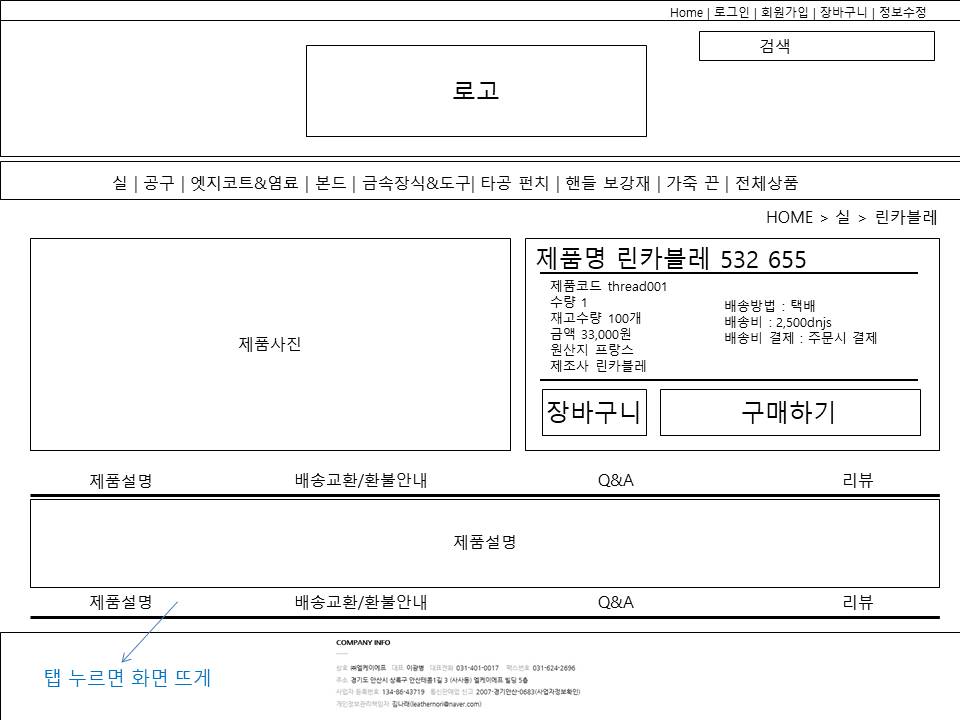 Home | 로그인 | 회원가입 | 장바구니 | 정보수정
검색
로고
실 | 공구 | 엣지코트&염료 | 본드 | 금속장식&도구| 타공 펀치 | 핸들 보강재 | 가죽 끈 | 전체상품
HOME > 실 > 린카블레
제품사진
제품명 린카블레 532 655
제품코드 thread001
수량 1
재고수량 100개
금액 33,000원
원산지 프랑스
제조사 린카블레
배송방법 : 택배
배송비 : 2,500dnjs
배송비 결제 : 주문시 결제
장바구니 구매하기
제품설명 배송교환/환불안내 Q&A 리뷰
제품설명
제품설명 배송교환/환불안내 Q&A 리뷰
탭 누르면 화면 뜨게
COMPANY INFO
상호 ㈜엘케이에프 대표 이광병 대표전화 031-401-0017 팩스번호 031-624-2696
주소 경기도 안산시 상록구 안산테콤1길 3 (사사동) 엘케이에프 빌딩 5층
사업자 등록번호 134-86-43719 통신판매업 신고 2007-경기안산-0683(사업자정보확인)
개인정보관리책임자 김나래(leathernori@naver.com)